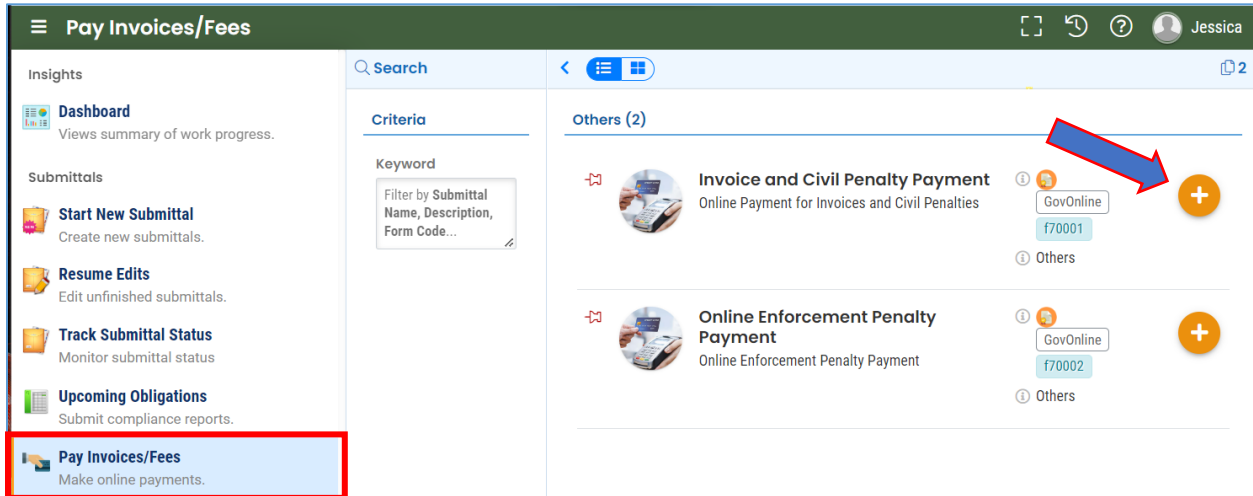 Pay Invoices/Fees
Jessica
Insights
Dashboard
Views summary of work progress.
Submittals
Start New Submittal
Create new submittals.
Resume Edits
Edit unfinished submittals.
Track Submittal Status
Monitor submittal status
Upcoming Obligations
Submit compliance reports.
Pay Invoices/Fees
Make online payments.
Search
Criteria
Keyword
Filter by Submittal
Name, Description,
Form Code...
2
Others (2)
Invoice and Civil Penalty Payment
Online Payment for Invoices and Civil Penalties
GovOnline
f70001
Others
Online Enforcement Penalty
Payment
Online Enforcement Penalty Payment
GovOnline
f70002
Others